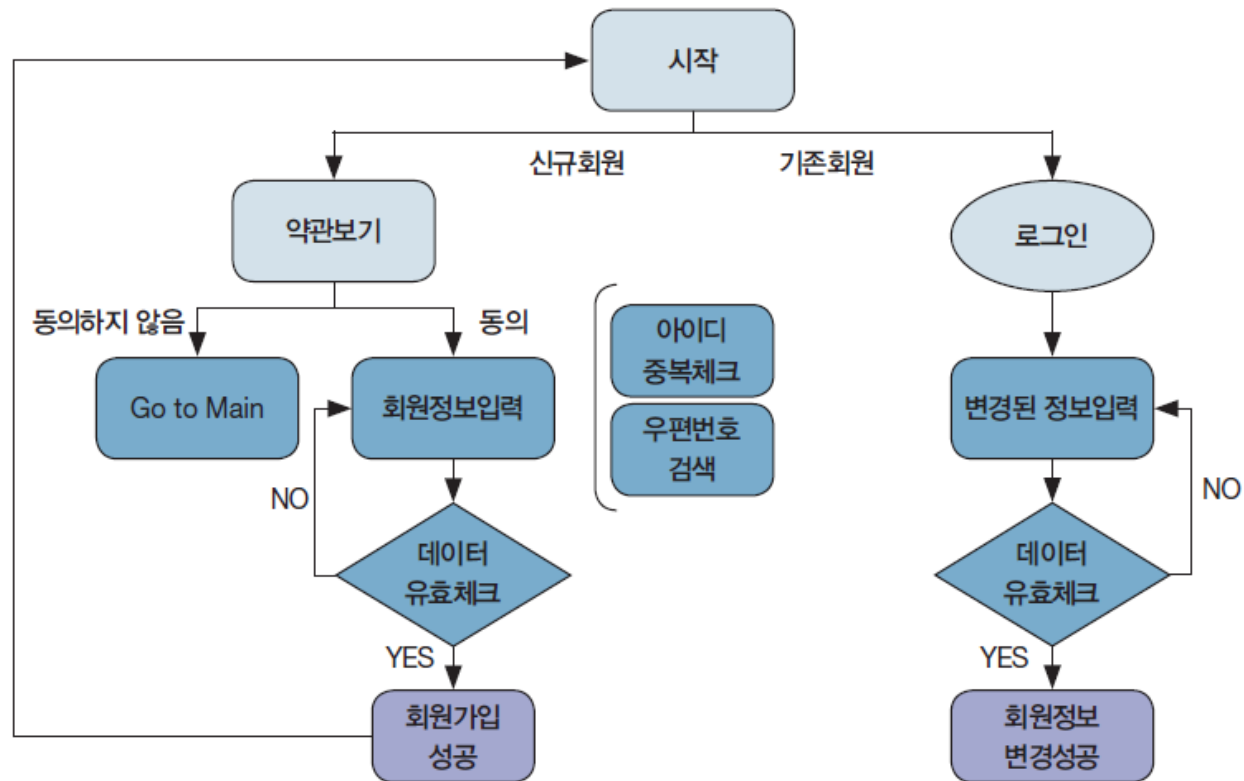 시작
신규회원
기존회원
약관보기
로그인
동의하지 않음
동의
아이디
중복체크
Go to Main
회원정보입력
변경된 정보입력
우편번호
검색
NO
NO
데이터
유효체크
데이터
유효체크
YES
YES
회원가입
성공
회원정보
변경성공